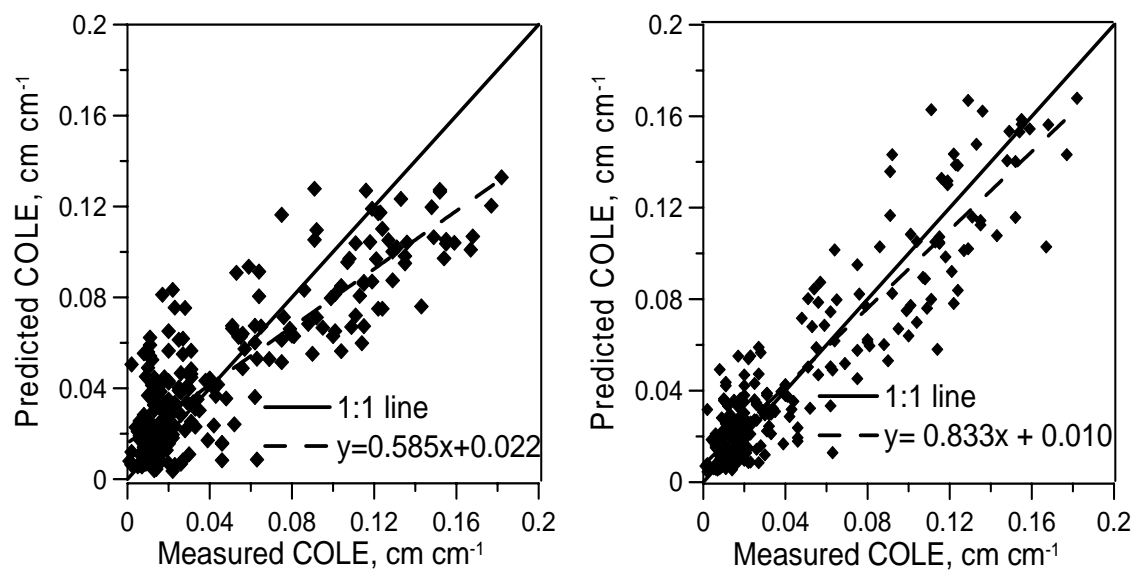 0.2
0.16
0.12
0.08
0.04
0
Predicted COLE, cm cm-1
1:1 line
y=0.585x+0.022
0 0.04 0.08 0.12 0.16 0.2
Measured COLE, cm cm-1
0.2
0.16
0.12
0.08
0.04
0
Predicted COLE, cm cm-1
1:1 line
y= 0.833x + 0.010
0 0.04 0.08 0.12 0.16 0.2
Measured COLE, cm cm-1